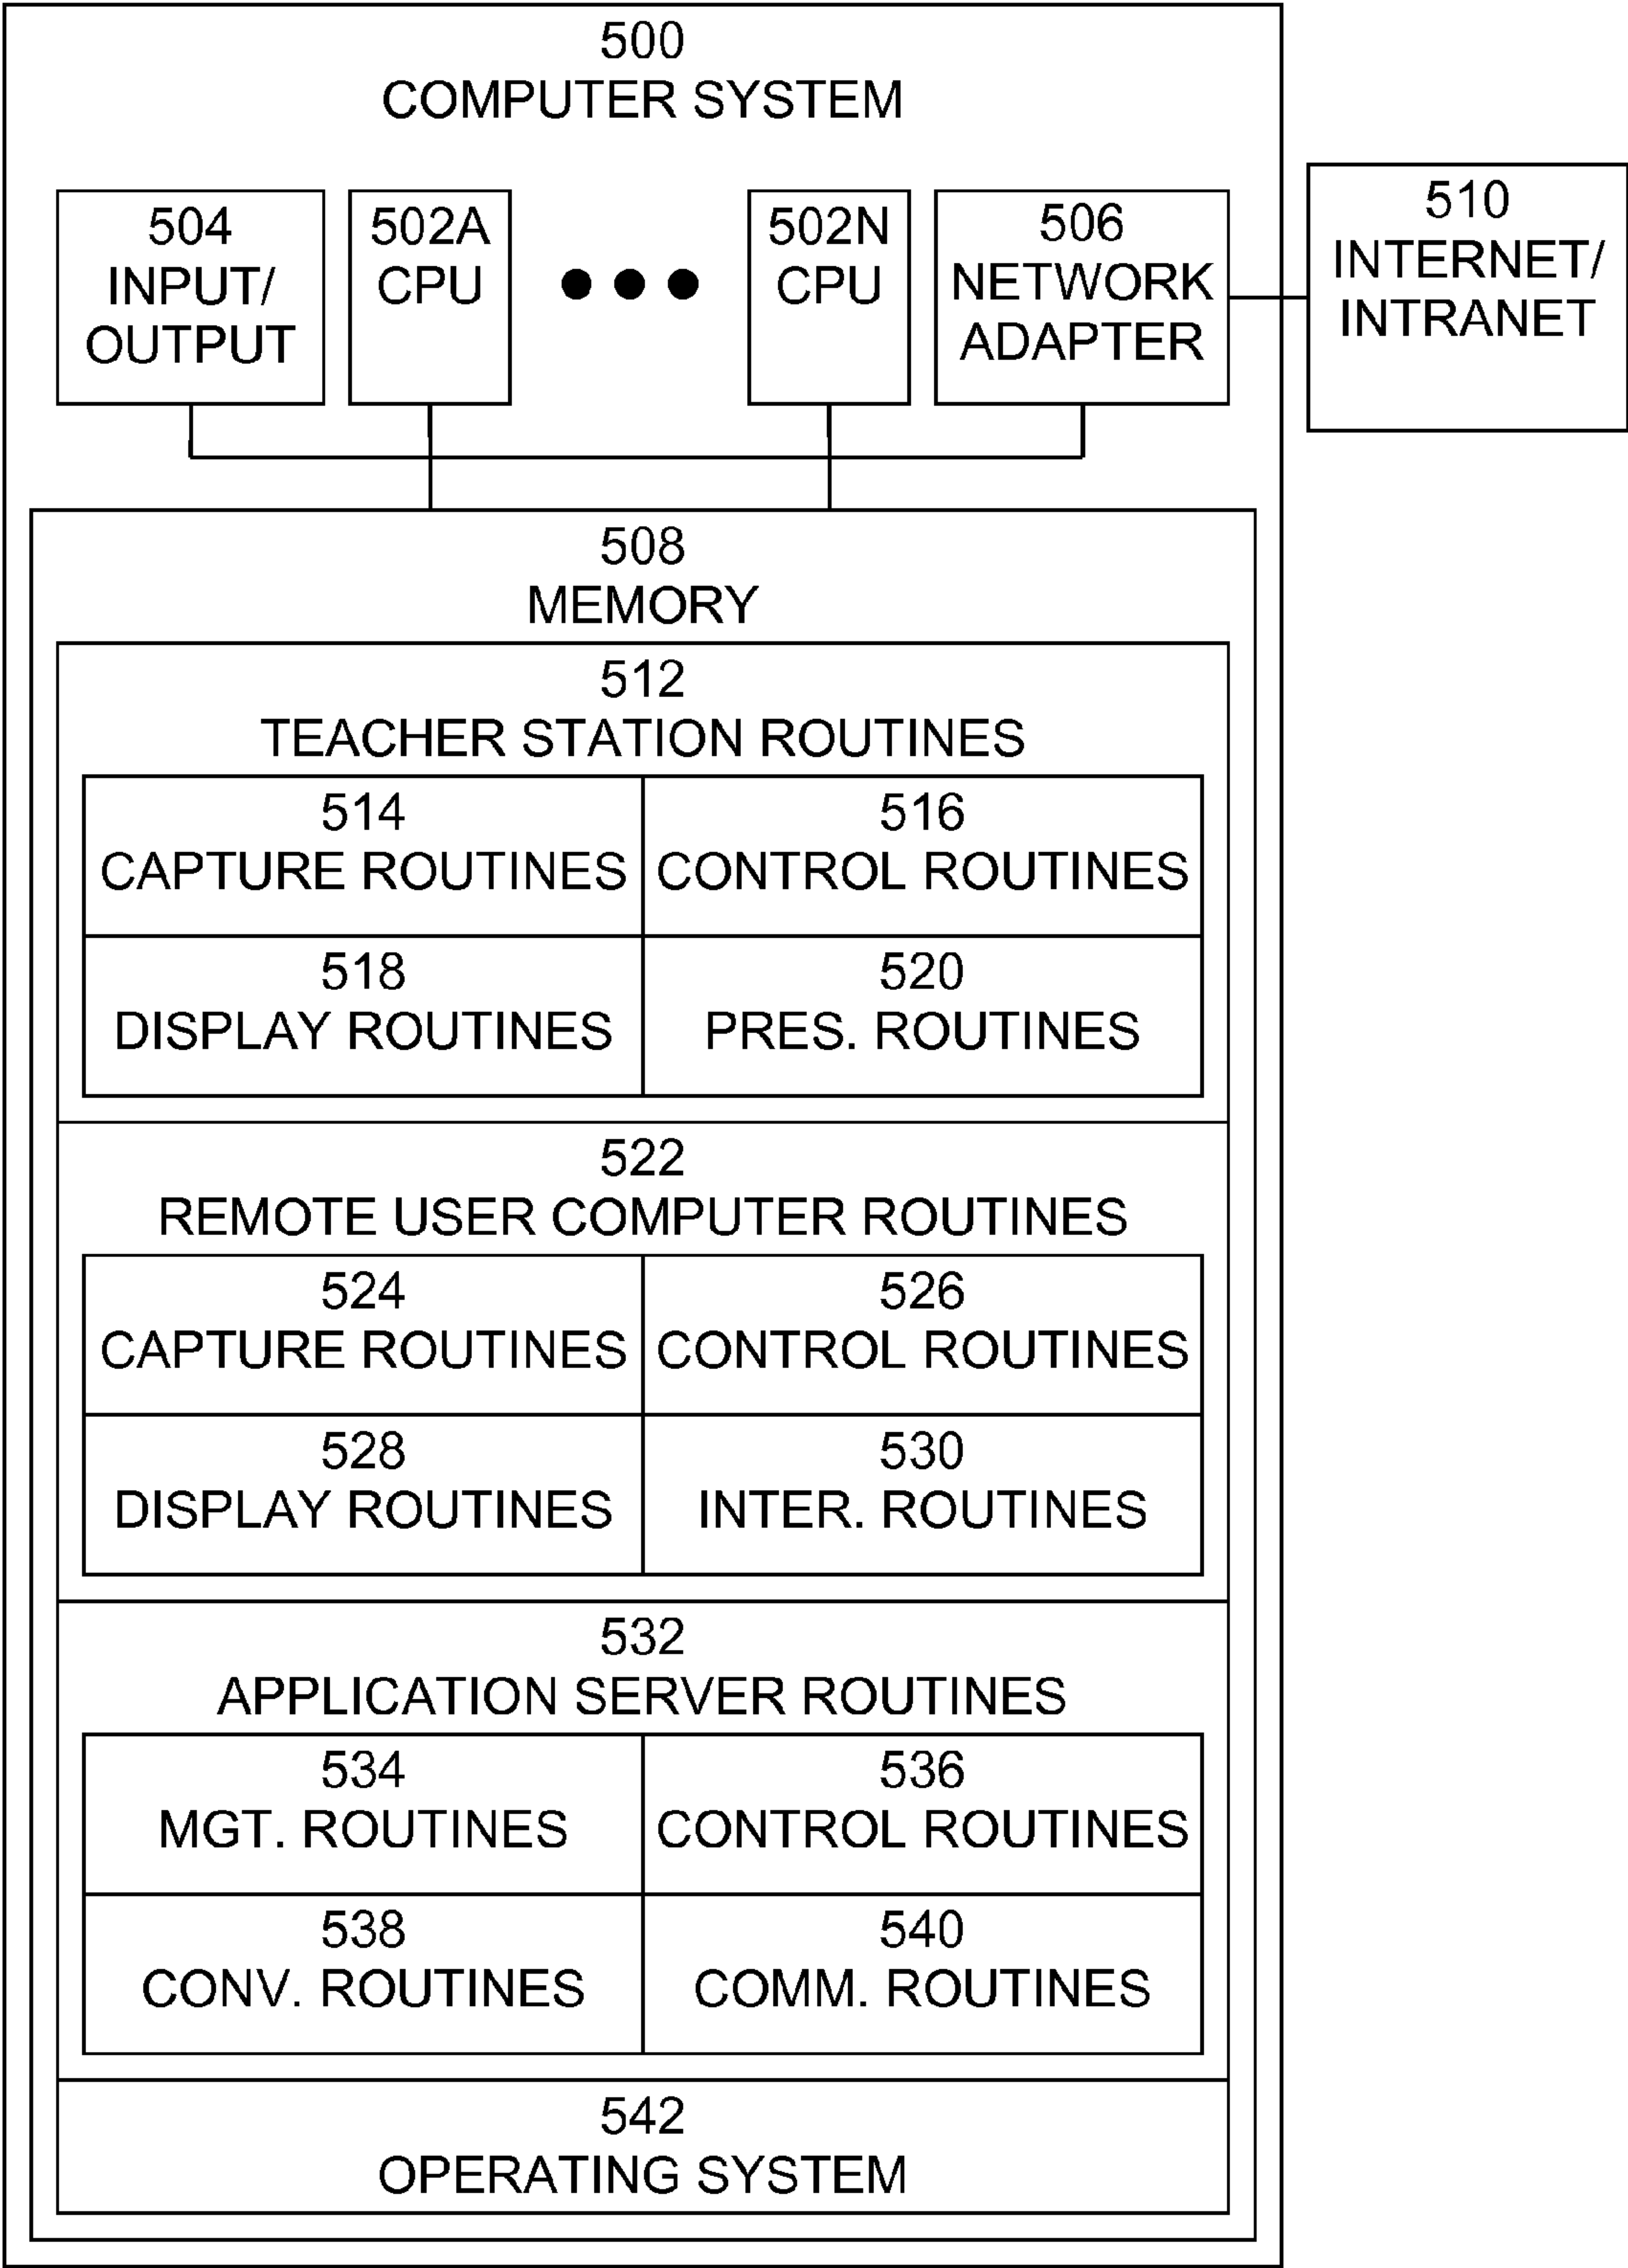 500
COMPUTER SYSTEM
504
INPUT/
OUTPUT
502A
CPU
502N
CPU
506
NETWORK
ADAPTER
510
INTERNET/
INTRANET
508
MEMORY
512
TEACHER STATION ROUTINES
514
CAPTURE ROUTINES
516
CONTROL ROUTINES
518
DISPLAY ROUTINES
520
PRES. ROUTINES
522
REMOTE USER COMPUTER ROUTINES
524
CAPTURE ROUTINES
526
CONTROL ROUTINES
528
DISPLAY ROUTINES
530
INTER. ROUTINES
532
APPLICATION SERVER ROUTINES
534
MGT. ROUTINES
536
CONTROL ROUTINES
538
CONV. ROUTINES
540
COMM. ROUTINES
542
OPERATING SYSTEM